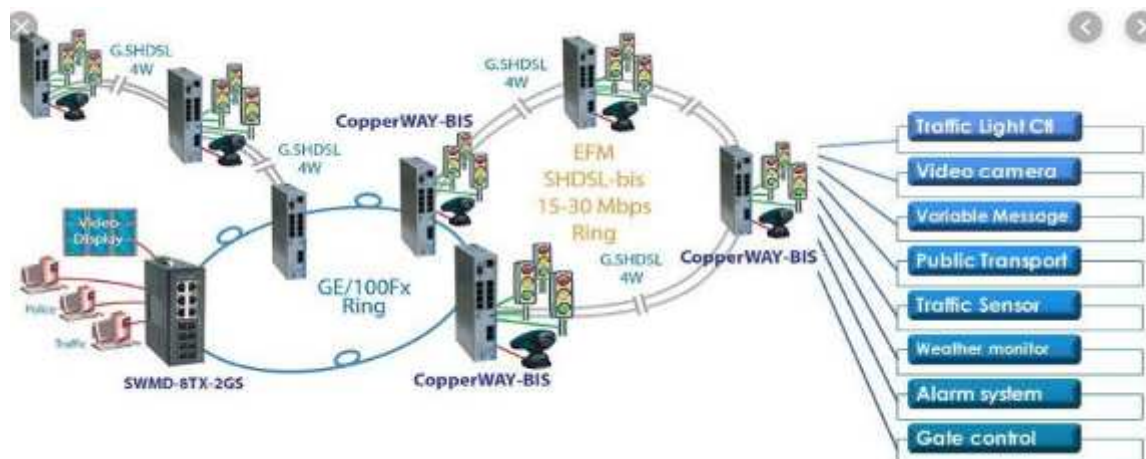 G.SHDSL
4W
G.SHDSL
4W
CopperWAY-BIS
G.SHDSL
4W
EFM
SHDSL-bis
15-30 Mbps
Ring
CopperWAY-BIS
G.SHDSL
4W
Video
Display
Police
Traffic
SWMD-8TX-2GS
GE/100Fx
Ring
CopperWAY-BIS
Traffic Light Ctl
Video camera
Variable Message
Public Transport
Traffic Sensor
Weather monitor
Alarm system
Gate control